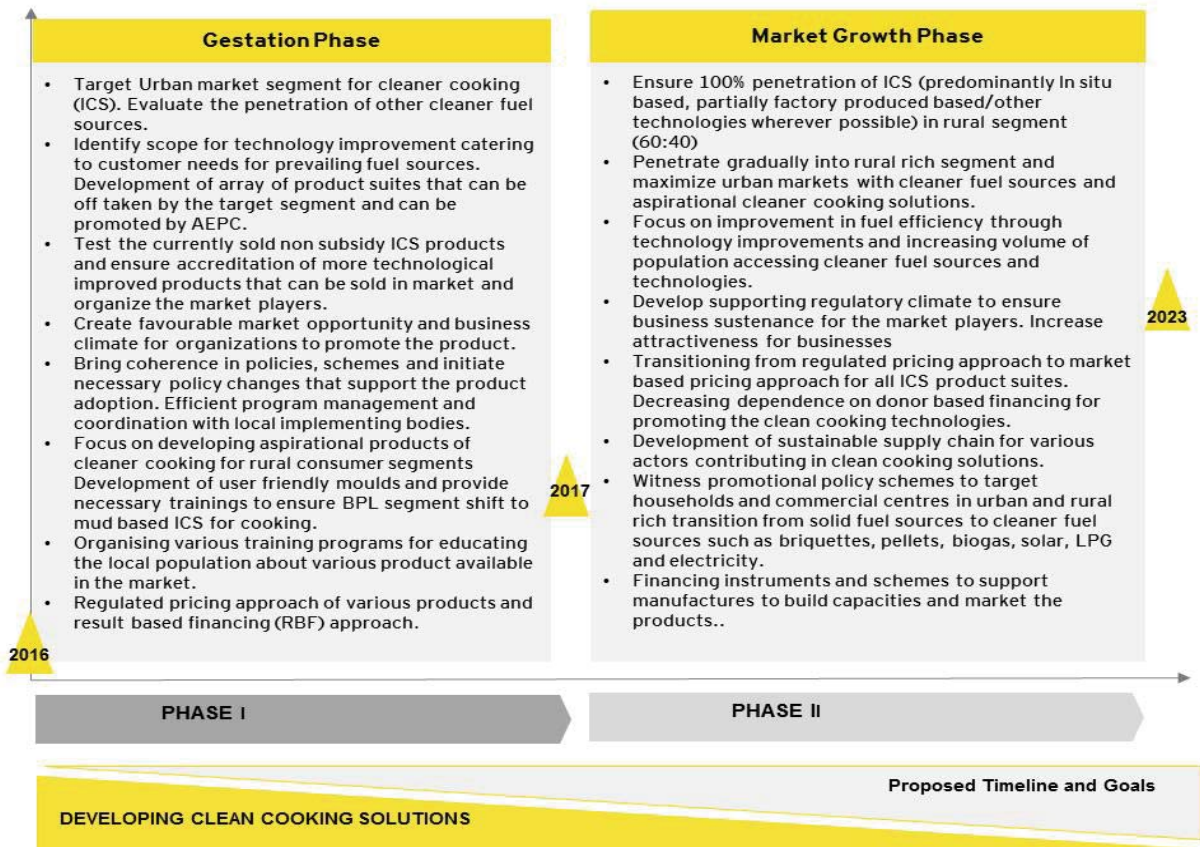 Gestation Phase
• Target Urban market segment for cleaner cooking
(ICS). Evaluate the penetration of other cleaner fuel
sources.
• Identify scope for technology improvement catering
to customer needs for prevailing fuel sources.
Development of array of product suites that can be
off taken by the target segment and can be
promoted by AEPC.
• Test the currently sold non subsidy ICS products
and ensure accreditation of more technological
improved products that can be sold in market and
organize the market players.
• Create favourable market opportunity and business
climate for organizations to promote the product.
• Bring coherence in policies, schemes and initiate
necessary policy changes that support the product
adoption. Efficient program management and
coordination with local implementing bodies.
• Focus on developing aspirational products of
cleaner cooking for rural consumer segments
Development of user friendly moulds and provide
necessary trainings to ensure BPL segment shift to
mud based ICS for cooking.
• Organising various training programs for educating
the local population about various product available
in the market.
• Regulated pricing approach of various products and
result based financing (RBF) approach.
2016
2017
Market Growth Phase
• Ensure 100% penetration of ICS (predominantly In situ
based, partially factory produced based/other
technologies wherever possible) in rural segment
(60:40)
• Penetrate gradually into rural rich segment and
maximize urban markets with cleaner fuel sources and
aspirational cleaner cooking solutions.
• Focus on improvement in fuel efficiency through
technology improvements and increasing volume of
population accessing cleaner fuel sources and
technologies.
• Develop supporting regulatory climate to ensure
business sustenance for the market players. Increase
attractiveness for businesses
• Transitioning from regulated pricing approach to market
based pricing approach for all ICS product suites.
Decreasing dependence on donor based financing for
promoting the clean cooking technologies.
• Development of sustainable supply chain for various
actors contributing in clean cooking solutions.
• Witness promotional policy schemes to target
households and commercial centres in urban and rural
rich transition from solid fuel sources to cleaner fuel
sources such as briquettes, pellets, biogas, solar, LPG
and electricity.
• Financing instruments and schemes to support
manufactures to build capacities and market the
products..
2023
PHASE I
PHASE II
Proposed Timeline and Goals
DEVELOPING CLEAN COOKING SOLUTIONS